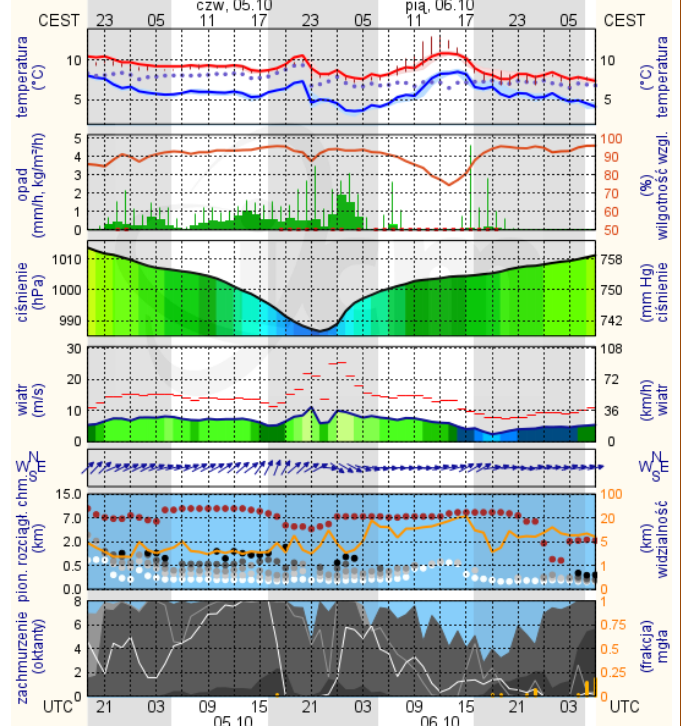 czw, 05.10 pią, 06.10
CEST 23 05 11 17 23 05 11 17 23 05 CEST
temperatura (°C) 10 5 10 5 (°C) temperatura
opad (mm/h, kg/m²/h) 5 4 3 2 1 0 100 90 80 70 60 50 (%) wilgotność wzgl.
ciśnienie (hPa) 1010 1000 990 758 750 742 (mm Hg) ciśnienie
wiatr (m/s) 30 20 10 0 108 72 36 0 (km/h) wiatr
N W E S N W E S
pion. rozciągł. chm. (km) 15.0 7.0 2.0 0.5 0.0 100 20 5 1 0 (km) widzialność
zachmurzenie (oktanty) 8 6 4 2 0 1 0.75 0.5 0.25 0 (frakcja) mgła
UTC 21 03 09 15 21 03 09 15 21 03 UTC
05.10 06.10